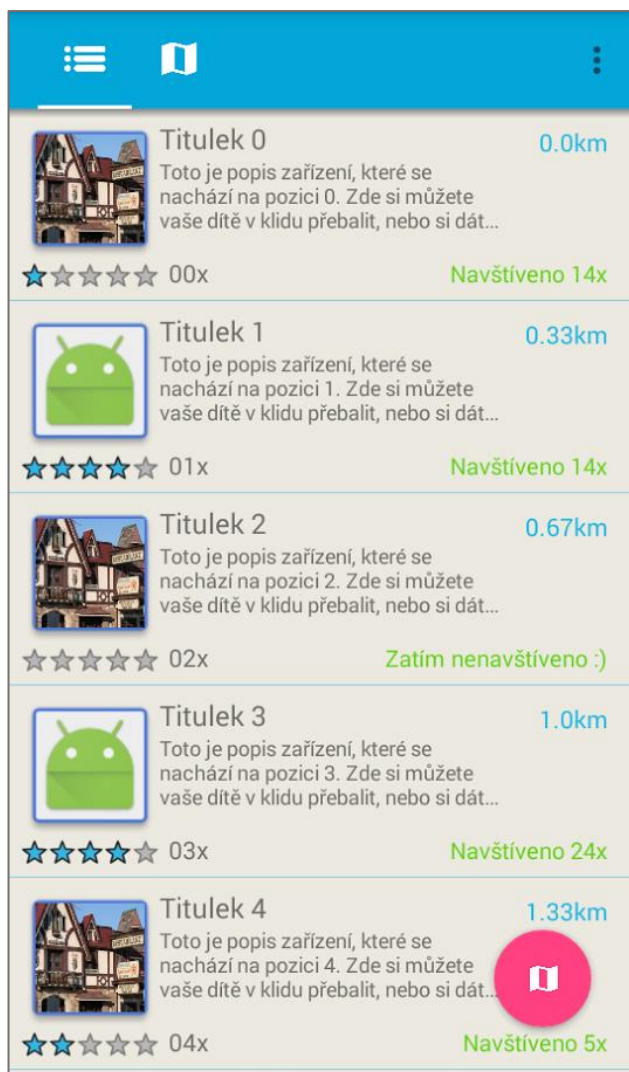 Titulek 0
0.0km
Toto je popis zařízení, které se
nachází na pozici 0. Zde si můžete
vaše dítě v klidu přebalit, nebo si dát...
00x
Navštíveno 14x
Titulek 1
0.33km
Toto je popis zařízení, které se
nachází na pozici 1. Zde si můžete
vaše dítě v klidu přebalit, nebo si dát...
01x
Navštíveno 14x
Titulek 2
0.67km
Toto je popis zařízení, které se
nachází na pozici 2. Zde si můžete
vaše dítě v klidu přebalit, nebo si dát...
02x
Zatím nenavštíveno :)
Titulek 3
1.0km
Toto je popis zařízení, které se
nachází na pozici 3. Zde si můžete
vaše dítě v klidu přebalit, nebo si dát...
03x
Navštíveno 24x
Titulek 4
1.33km
Toto je popis zařízení, které se
nachází na pozici 4. Zde si můžete
vaše dítě v klidu přebalit, nebo si dát...
04x
Navštíveno 5x